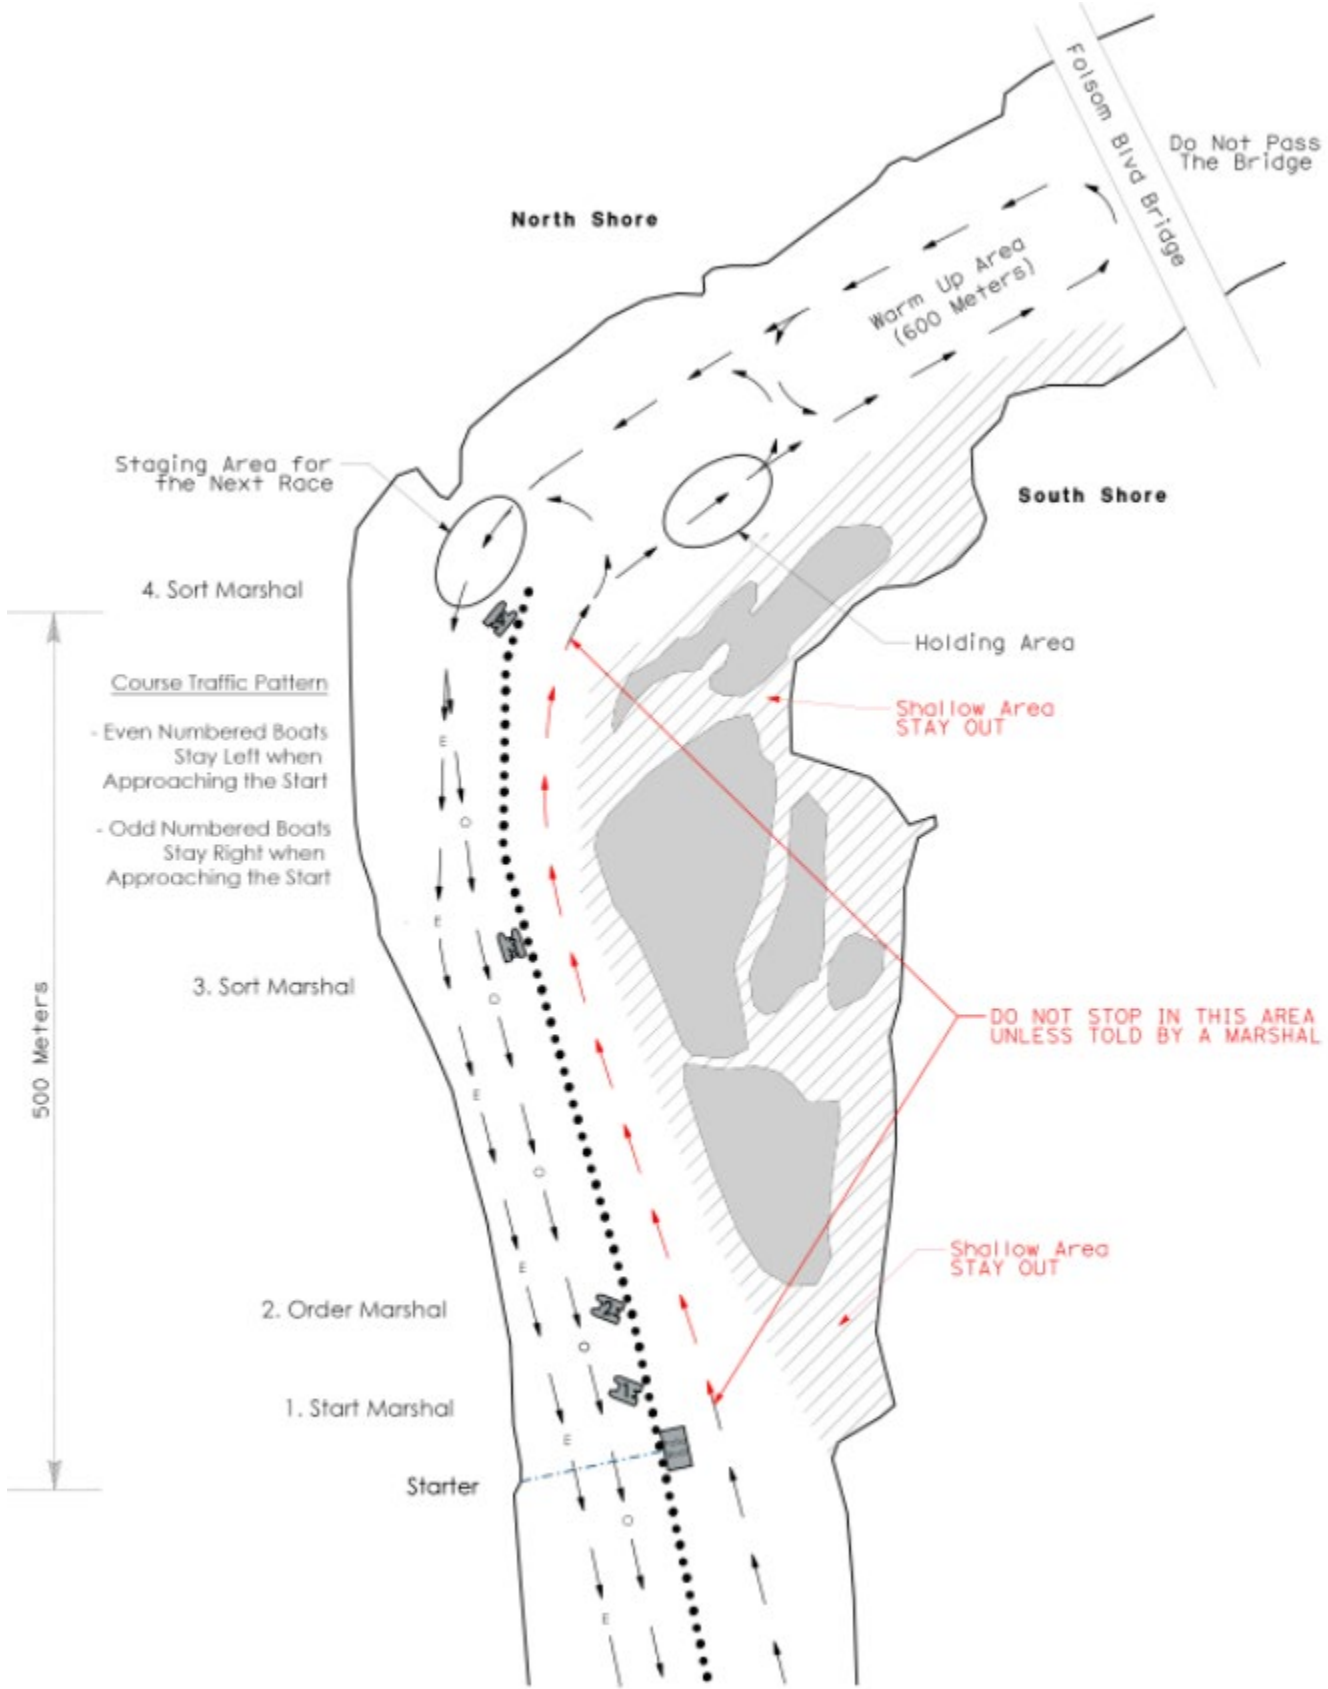 Folsom Blvd Bridge
Do Not Pass
The Bridge
North Shore
Warm Up Area
(600 Meters)
Staging Area for
the Next Race
South Shore
4. Sort Marshal
Holding Area
Course Traffic Pattern
- Even Numbered Boats
Stay Left when
Approaching the Start
- Odd Numbered Boats
Stay Right when
Approaching the Start
Shallow Area
STAY OUT
E
O
E
3. Sort Marshal
O
DO NOT STOP IN THIS AREA
UNLESS TOLD BY A MARSHAL
500 Meters
E
O
Shallow Area
STAY OUT
E
2. Order Marshal
O
1. Start Marshal
E
Starter
O
E